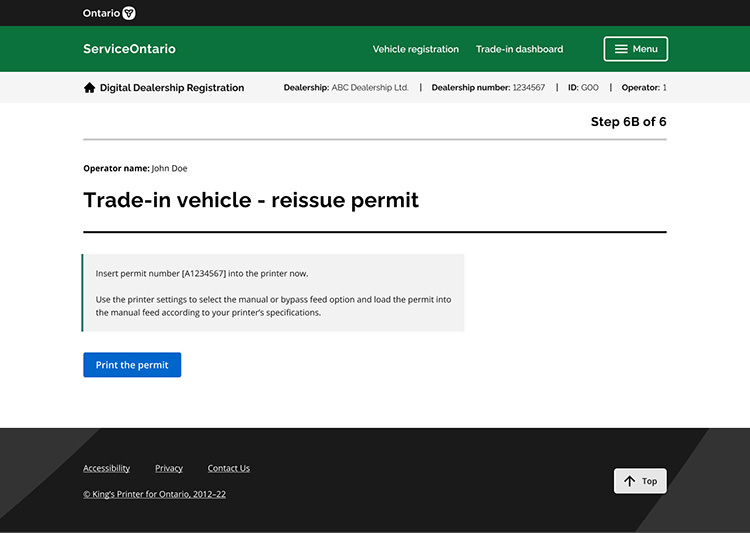 Ontario
ServiceOntario Vehicle registration Trade-in dashboard Menu
Digital Dealership Registration Dealership: ABC Dealership Ltd. | Dealership number: 1234567 | ID: G00 | Operator: 1
Step 6B of 6
Operator name: John Doe
Trade-in vehicle - reissue permit
Insert permit number [A1234567] into the printer now.
Use the printer settings to select the manual or bypass feed option and load the permit into
the manual feed according to your printer's specifications.
Print the permit
Accessibility Privacy Contact Us
Top
© King's Printer for Ontario, 2012–22